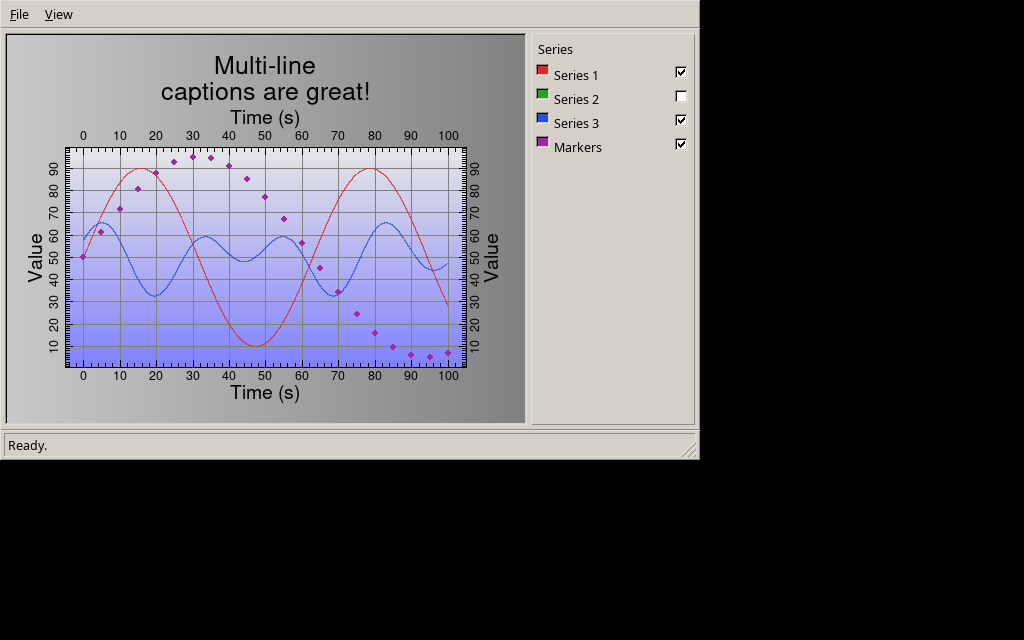 File View
Multi-line
captions are great!
Time (s)
0 10 20 30 40 50 60 70 80 90 100
90 80 70 60 50 40 30 20 10
Value
Value
90 80 70 60 50 40 30 20 10
0 10 20 30 40 50 60 70 80 90 100
Time (s)
Series
Series 1
Series 2
Series 3
Markers
Ready.